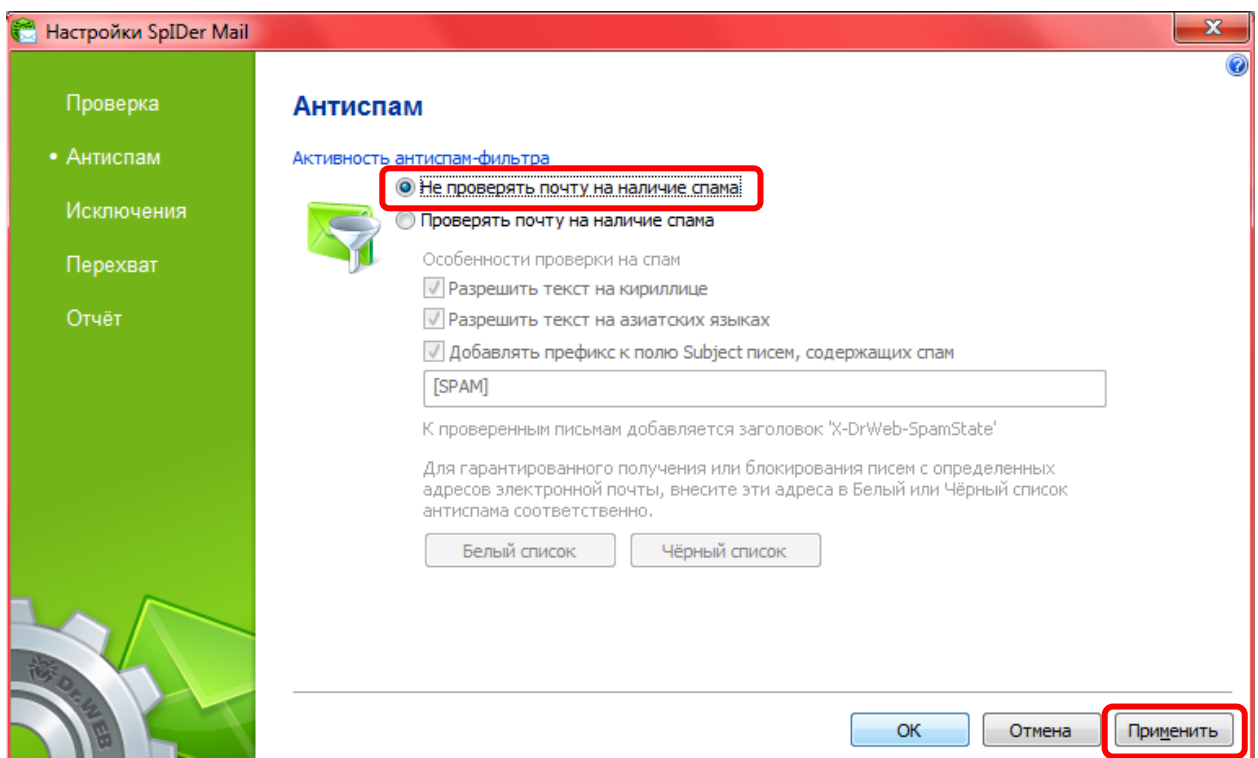 Настройки SpIDer Mail
X
?
Проверка
• Антиспам
Исключения
Перехват
Отчёт
Антиспам
Активность антиспам-фильтра
Не проверять почту на наличие спама
Проверять почту на наличие спама
Особенности проверки на спам
Разрешить текст на кириллице
Разрешить текст на азиатских языках
Добавлять префикс к полю Subject писем, содержащих спам
[SPAM]
К проверенным письмам добавляется заголовок 'X-DrWeb-SpamState'
Для гарантированного получения или блокирования писем с определенных
адресов электронной почты, внесите эти адреса в Белый или Чёрный список
антиспама соответственно.
Белый список
Чёрный список
Dr.WEB
OK
Отмена
Применить